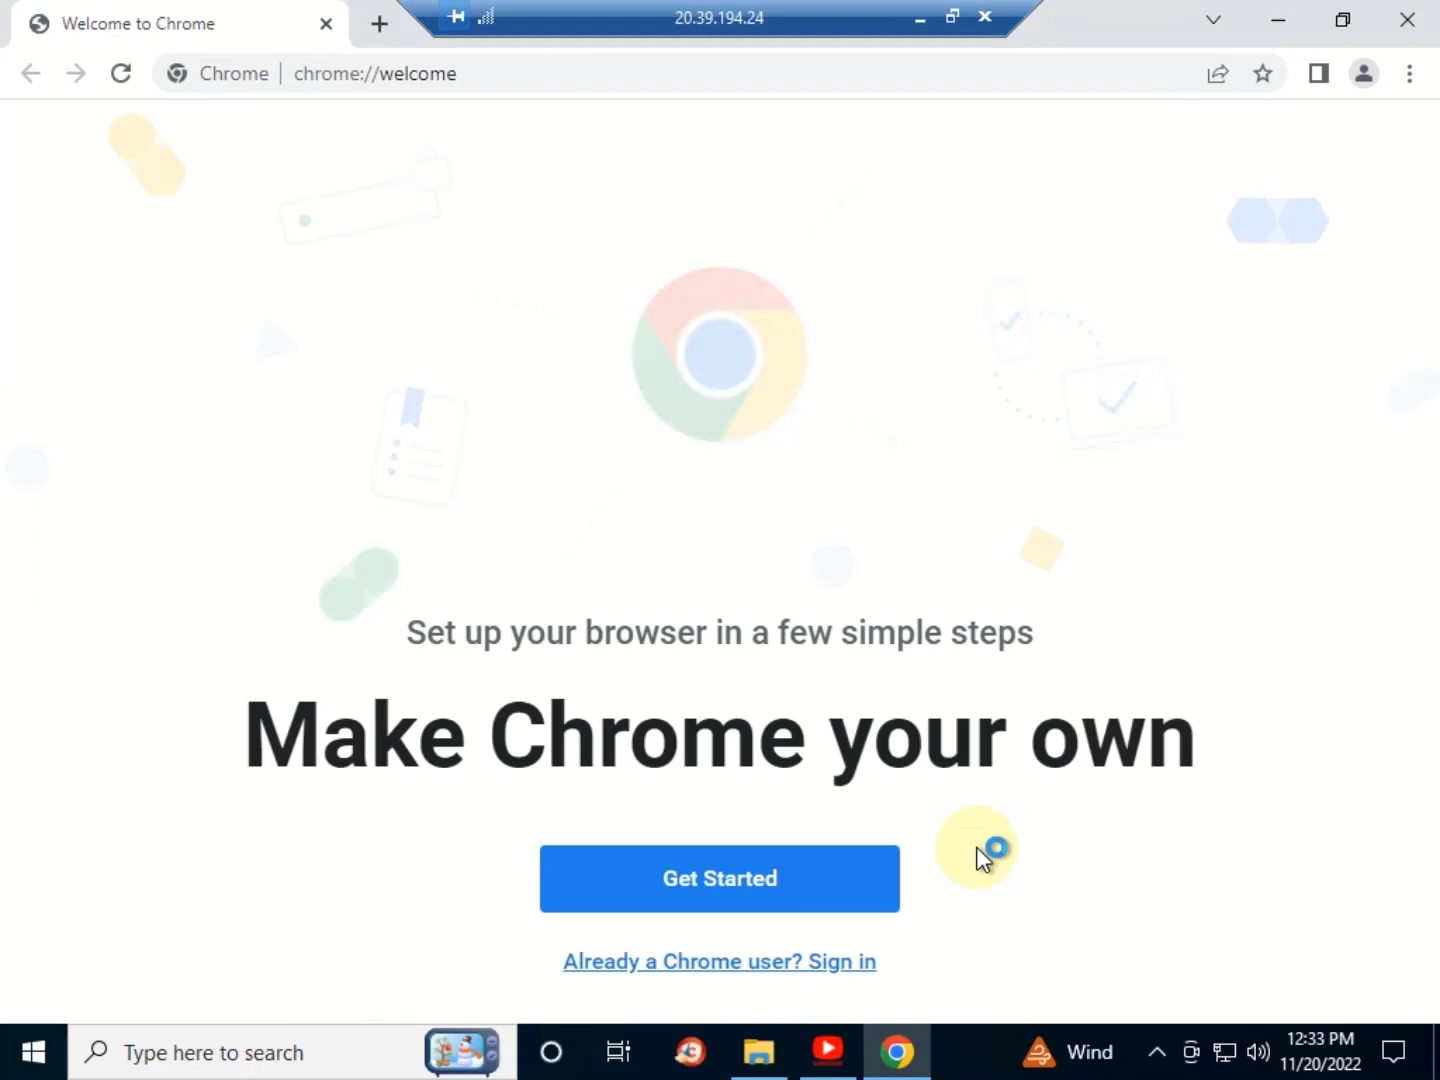 Welcome to Chrome
20.39.194.24
Chrome
chrome://welcome
Set up your browser in a few simple steps
Make Chrome your own
Get Started
Already a Chrome user? Sign in
Type here to search
Wind
12:33 PM
11/20/2022